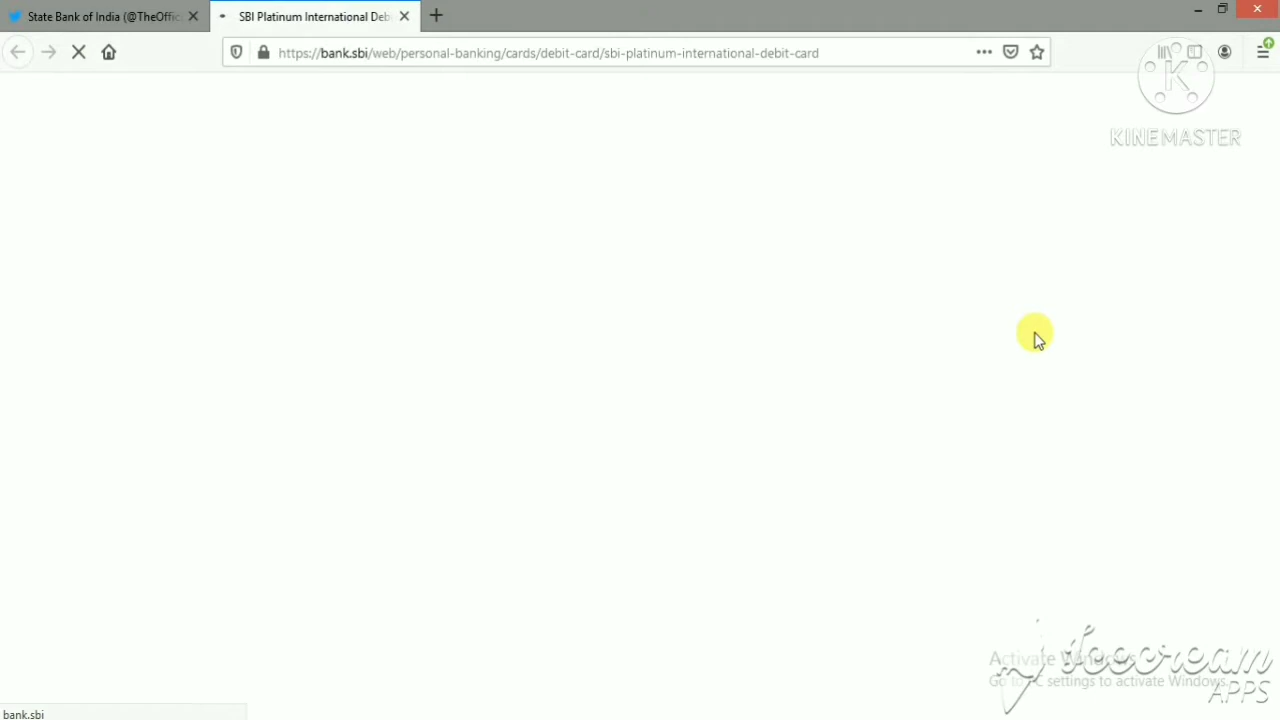 State Bank of India (@TheOffic
SBI Platinum International Deb
https://bank.sbi/web/personal-banking/cards/debit-card/sbi-platinum-international-debit-card
K
KINEMASTER
Activate Windows
Go to PC settings to activate Windows.
Icecream
APPS
bank.sbi